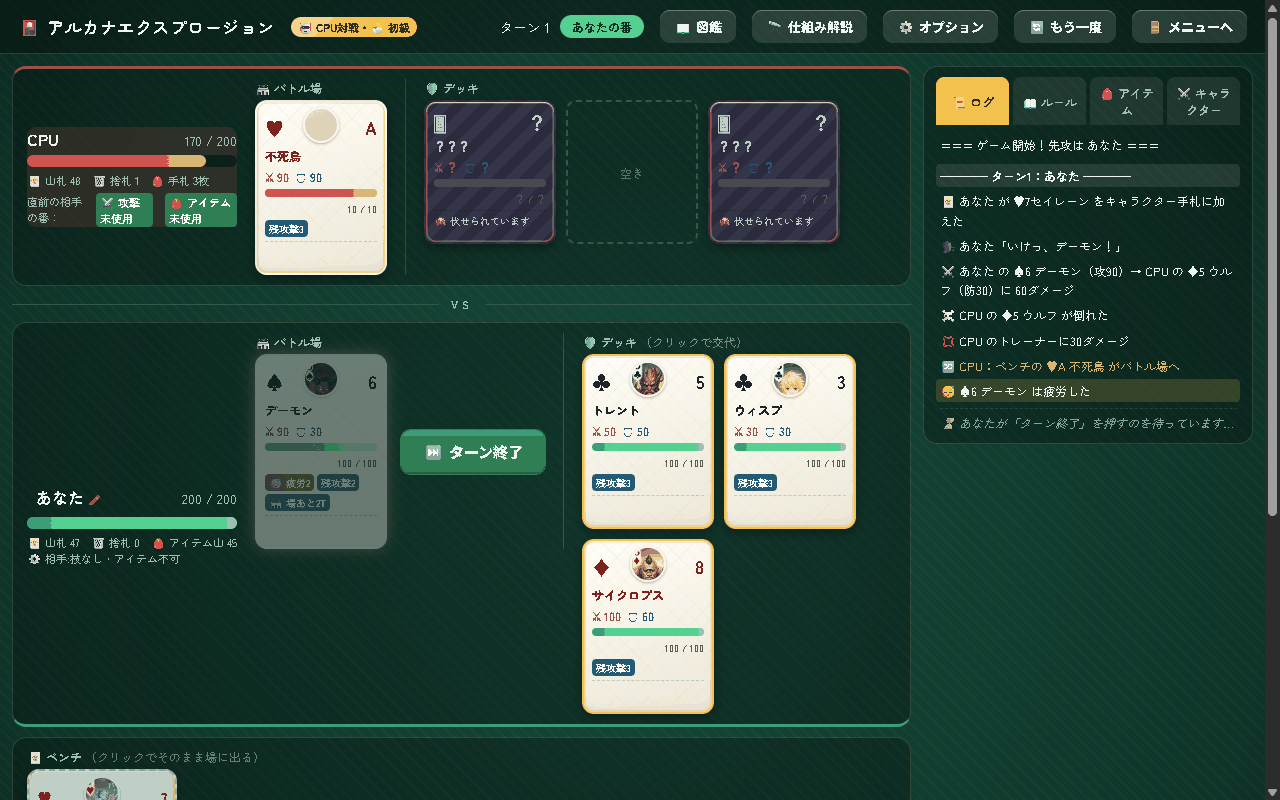 アルカナエクスプロージョン
CPU対戦・初級
ターン 1
あなたの番
図鑑
仕組み解説
オプション
もう一度
メニューへ
CPU
170 / 200
山札 46 捨札 1 手札 3枚
直前の相手の番：
攻撃 未使用
アイテム 未使用
バトル場
A
不死鳥
90 90
10 / 10
残攻撃3
デッキ
?
???
? ?
? / ?
伏せられています
空き
?
???
? ?
? / ?
伏せられています
VS
あなた
200 / 200
山札 47 捨札 0 アイテム山 45
相手:技なし・アイテム不可
バトル場
6
デーモン
90 30
100 / 100
疲労2 残攻撃2
場あと2T
ターン終了
デッキ （クリックで交代）
5
トレント
50 50
100 / 100
残攻撃3
3
ウィスプ
30 30
100 / 100
残攻撃3
8
サイクロプス
100 60
100 / 100
残攻撃3
ベンチ （クリックでそのまま場に出る）
7
ログ
ルール
アイテム
キャラクター
=== ゲーム開始！先攻は あなた ===
──── ターン1：あなた ────
あなた が ♥7セイレーン をキャラクター手札に加えた
あなた「いけっ、デーモン！」
あなた の ♠6 デーモン（攻90）→ CPU の ♦5 ウルフ（防30）に 60ダメージ
CPU の ♦5 ウルフ が倒れた
CPU のトレーナーに30ダメージ
CPU：ベンチの ♥A 不死鳥 がバトル場へ
♠6 デーモン は疲労した
あなたが「ターン終了」を押すのを待っています…